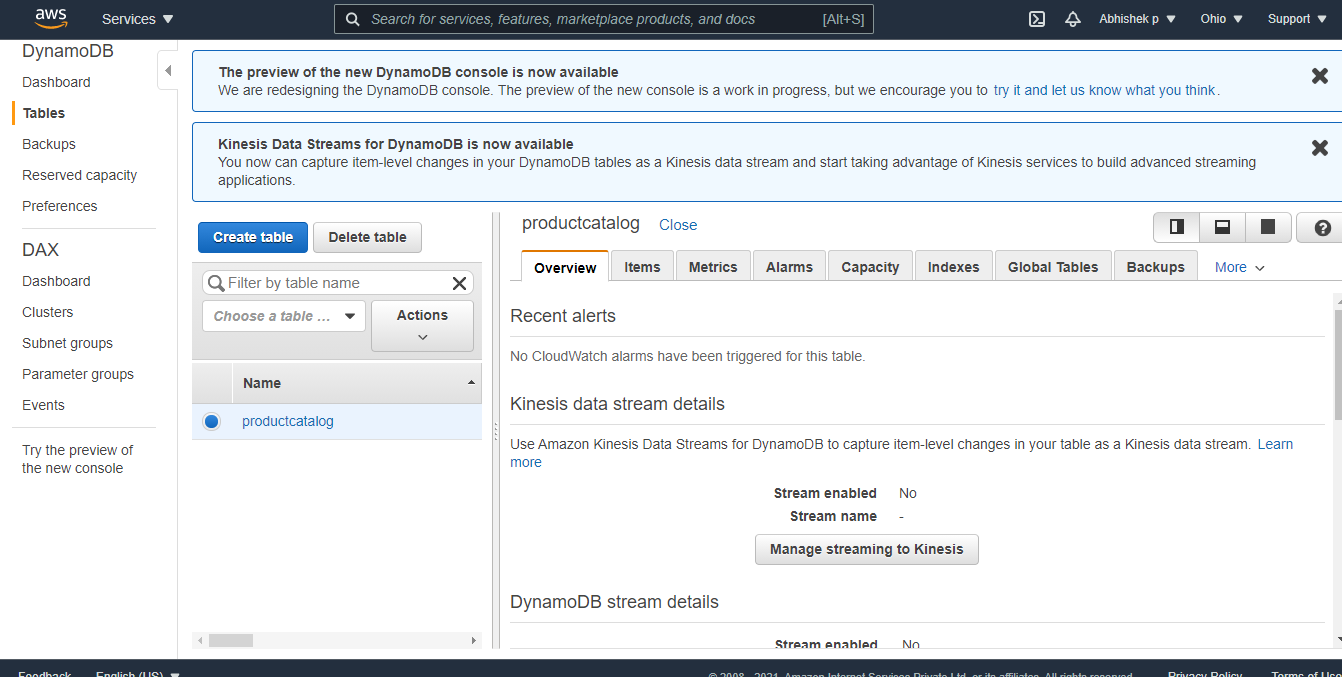 aws
Services
Search for services, features, marketplace products, and docs
[Alt+S]
Abhishek p
Ohio
Support
DynamoDB
Dashboard
Tables
Backups
Reserved capacity
Preferences
DAX
Dashboard
Clusters
Subnet groups
Parameter groups
Events
Try the preview of
the new console
The preview of the new DynamoDB console is now available
We are redesigning the DynamoDB console. The preview of the new console is a work in progress, but we encourage you to try it and let us know what you think.
Kinesis Data Streams for DynamoDB is now available
You now can capture item-level changes in your DynamoDB tables as a Kinesis data stream and start taking advantage of Kinesis services to build advanced streaming
applications.
Create table
Delete table
Filter by table name
Choose a table ...
Actions
Name
productcatalog
productcatalog Close
Overview
Items
Metrics
Alarms
Capacity
Indexes
Global Tables
Backups
More
Recent alerts
No CloudWatch alarms have been triggered for this table.
Kinesis data stream details
Use Amazon Kinesis Data Streams for DynamoDB to capture item-level changes in your table as a Kinesis data stream. Learn
more
Stream enabled No
Stream name -
Manage streaming to Kinesis
DynamoDB stream details
Stream enabled No
Feedback
English (US)
© 2008 - 2021, Amazon Internet Services Private Ltd. or its affiliates. All rights reserved.
Privacy Policy
Terms of Use